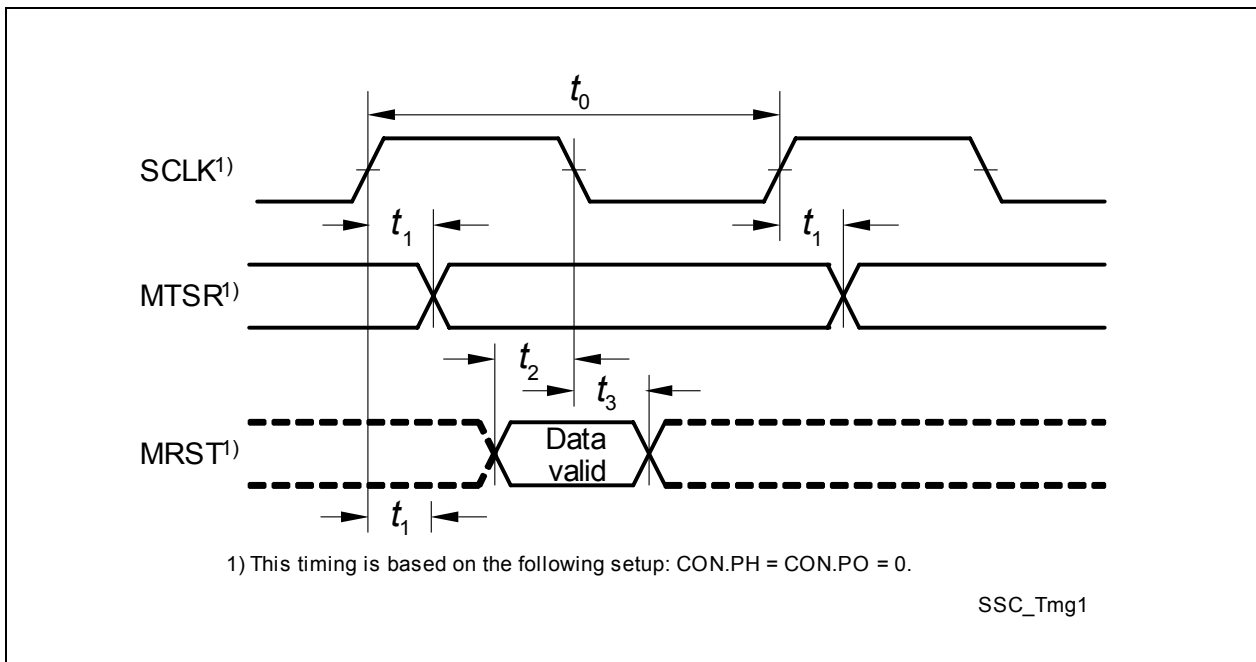 t0
SCLK1)
t1
t1
MTSR1)
t2
t3
MRST1)
Data
valid
t1
1) This timing is based on the following setup: CON.PH = CON.PO = 0.
SSC_Tmg1